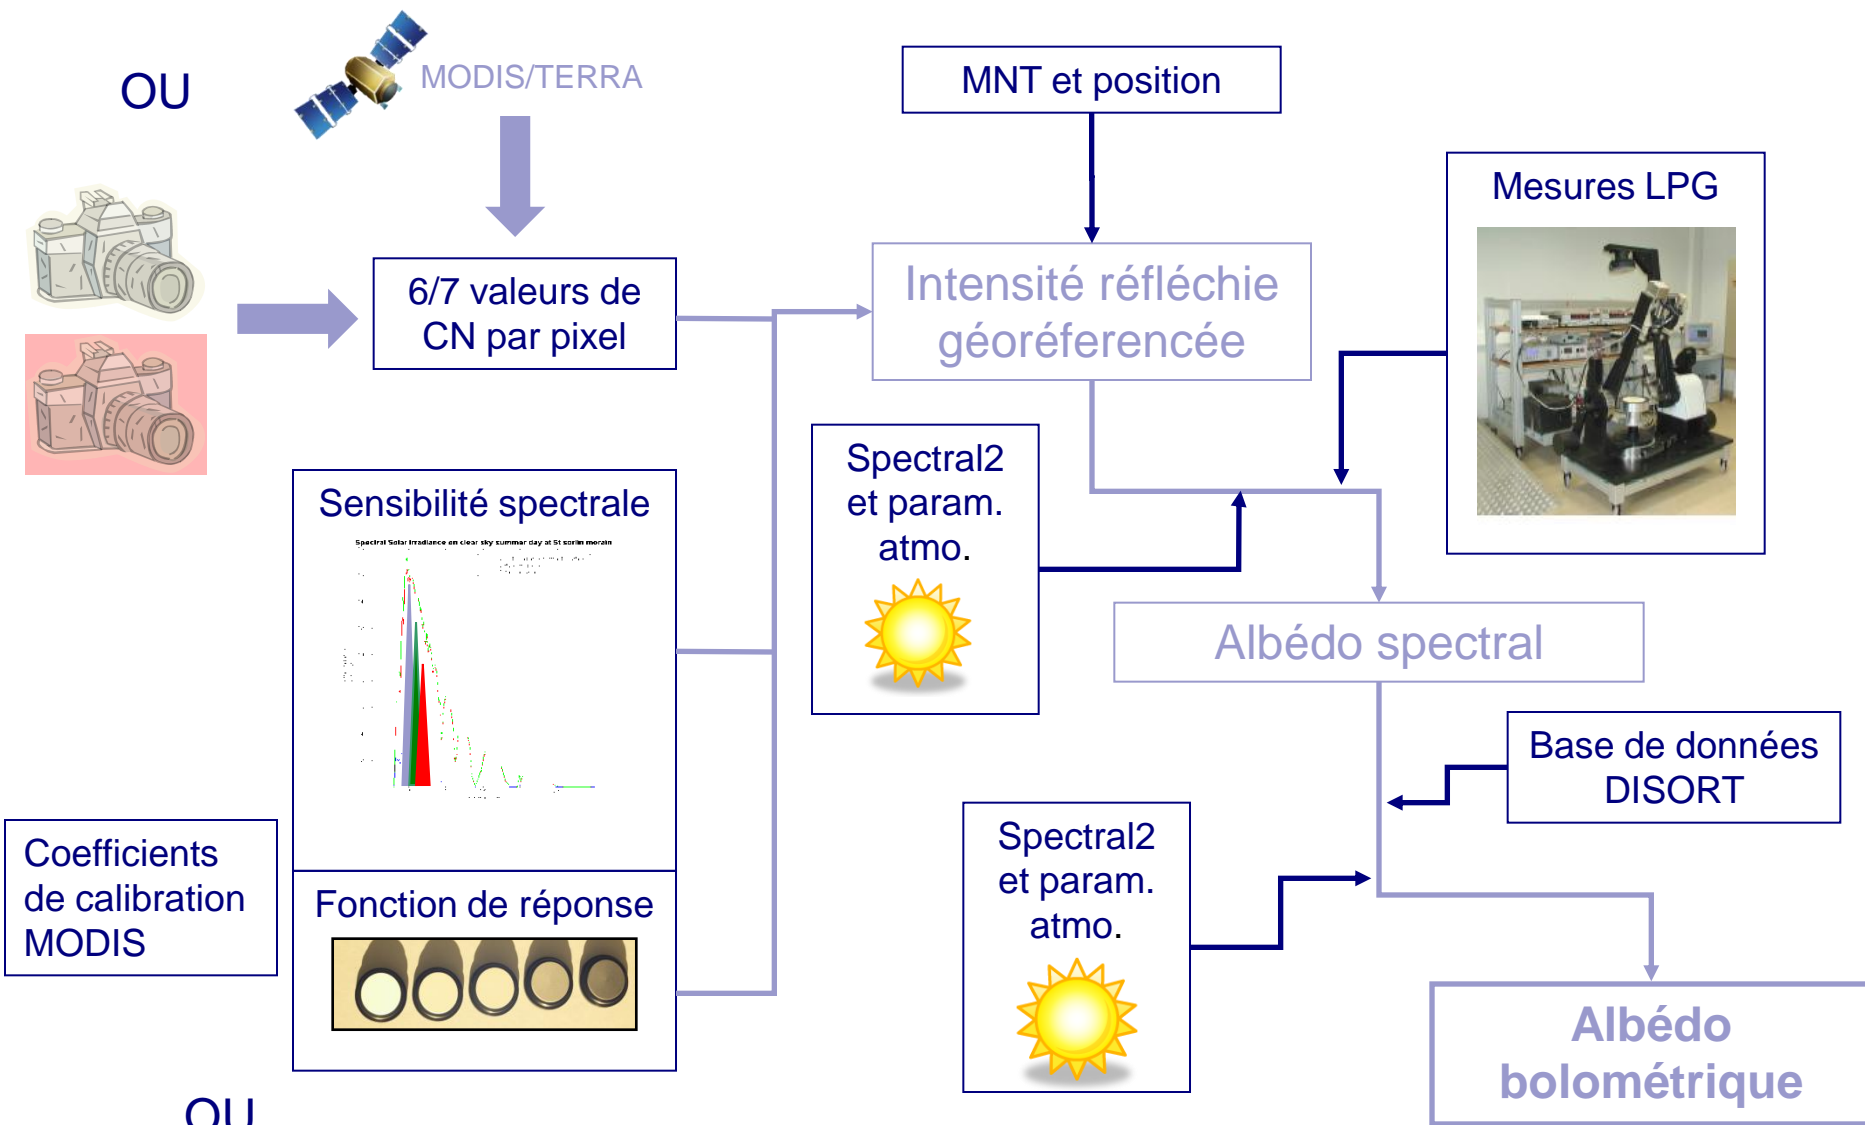 OU
MODIS/TERRA
MNT et position
Mesures LPG
6/7 valeurs de
CN par pixel
Intensité réfléchie
géoréferencée
Spectral2
et param.
atmo.
Sensibilité spectrale
Spectral Solar Irradiance on clear sky summer day at St sorlin morain
Albédo spectral
Base de données
DISORT
Coefficients
de calibration
MODIS
Fonction de réponse
Spectral2
et param.
atmo.
Albédo
bolométrique
OU